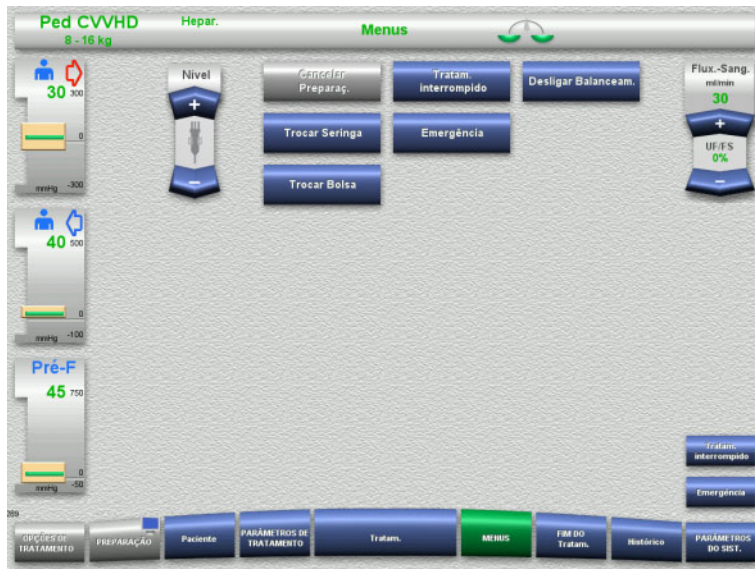 Ped CVVHD
8 - 16 kg
Hepar.
Menus
30
300
0
-300
mmHg
Nível
+
−
Cancelar
Preparaç.
Tratam.
interrompido
Desligar Balanceam.
Trocar Seringa
Emergência
Trocar Bolsa
Flux.-Sang.
ml/min
30
+
UF/FS
0%
−
40
500
0
-100
mmHg
Pré-F
45
750
0
-50
mmHg
Tratam.
interrompido
Emergência
OPÇÕES DE
TRATAMENTO
PREPARAÇÃO
Paciente
PARÂMETROS DE
TRATAMENTO
Tratam.
MENUS
FIM DO
Tratam.
Histórico
PARÂMETROS
DO SIST.